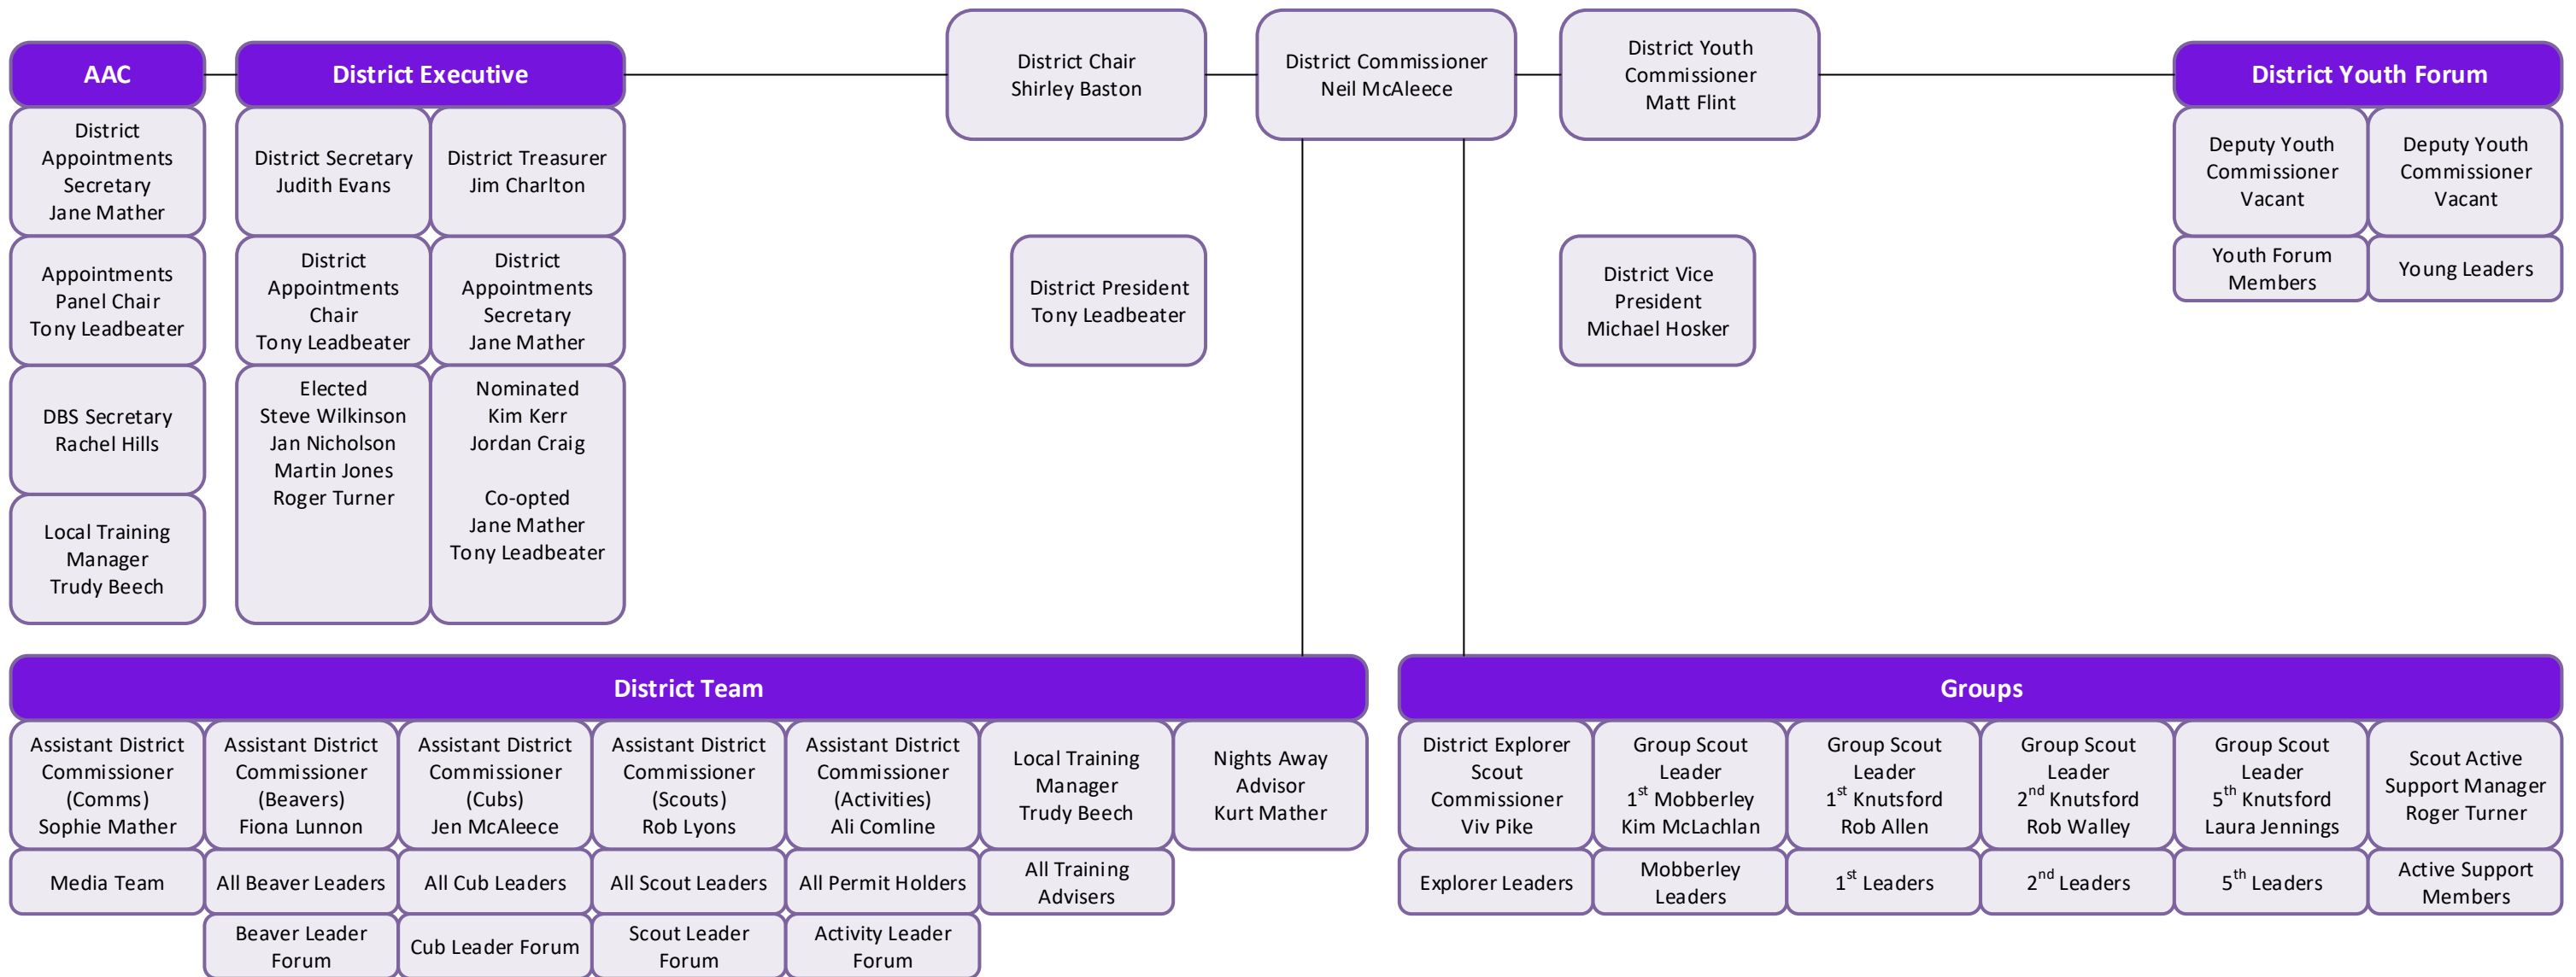 AAC
District Executive
District Chair
Shirley Baston
District Commissioner
Neil McAleece
District Youth
Commissioner
Matt Flint
District Youth Forum
District
Appointments
Secretary
Jane Mather
District Secretary
Judith Evans
District Treasurer
Jim Charlton
Deputy Youth
Commissioner
Vacant
Deputy Youth
Commissioner
Vacant
Appointments
Panel Chair
Tony Leadbeater
District
Appointments
Chair
Tony Leadbeater
District
Appointments
Secretary
Jane Mather
District President
Tony Leadbeater
District Vice
President
Michael Hosker
Youth Forum
Members
Young Leaders
DBS Secretary
Rachel Hills
Elected
Steve Wilkinson
Jan Nicholson
Martin Jones
Roger Turner
Nominated
Kim Kerr
Jordan Craig
Co-opted
Jane Mather
Tony Leadbeater
Local Training
Manager
Trudy Beech
District Team
Assistant District
Commissioner
(Comms)
Sophie Mather
Assistant District
Commissioner
(Beavers)
Fiona Lunnon
Assistant District
Commissioner
(Cubs)
Jen McAleece
Assistant District
Commissioner
(Scouts)
Rob Lyons
Assistant District
Commissioner
(Activities)
Ali Comline
Local Training
Manager
Trudy Beech
Nights Away
Advisor
Kurt Mather
Media Team
All Beaver Leaders
All Cub Leaders
All Scout Leaders
All Permit Holders
All Training
Advisers
Beaver Leader
Forum
Cub Leader Forum
Scout Leader
Forum
Activity Leader
Forum
Groups
District Explorer
Scout
Commissioner
Viv Pike
Group Scout
Leader
1st Mobberley
Kim McLachlan
Group Scout
Leader
1st Knutsford
Rob Allen
Group Scout
Leader
2nd Knutsford
Rob Walley
Group Scout
Leader
5th Knutsford
Laura Jennings
Scout Active
Support Manager
Roger Turner
Explorer Leaders
Mobberley
Leaders
1st Leaders
2nd Leaders
5th Leaders
Active Support
Members